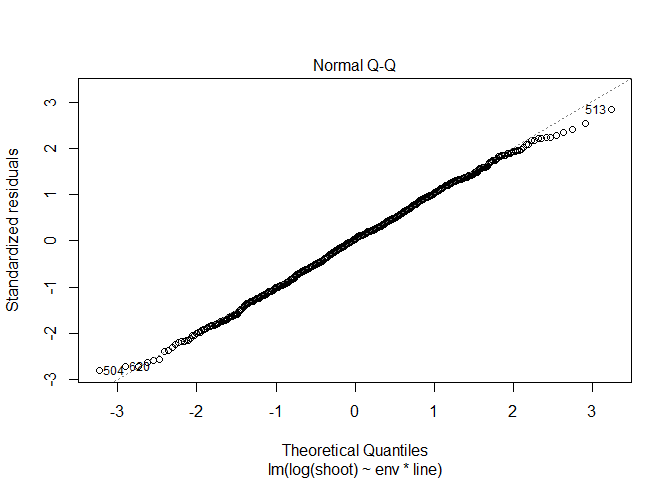 Normal Q-Q
Standardized residuals
3
2
1
0
-1
-2
-3
513
504
620
-3 -2 -1 0 1 2 3
Theoretical Quantiles
lm(log(shoot) ~ env * line)